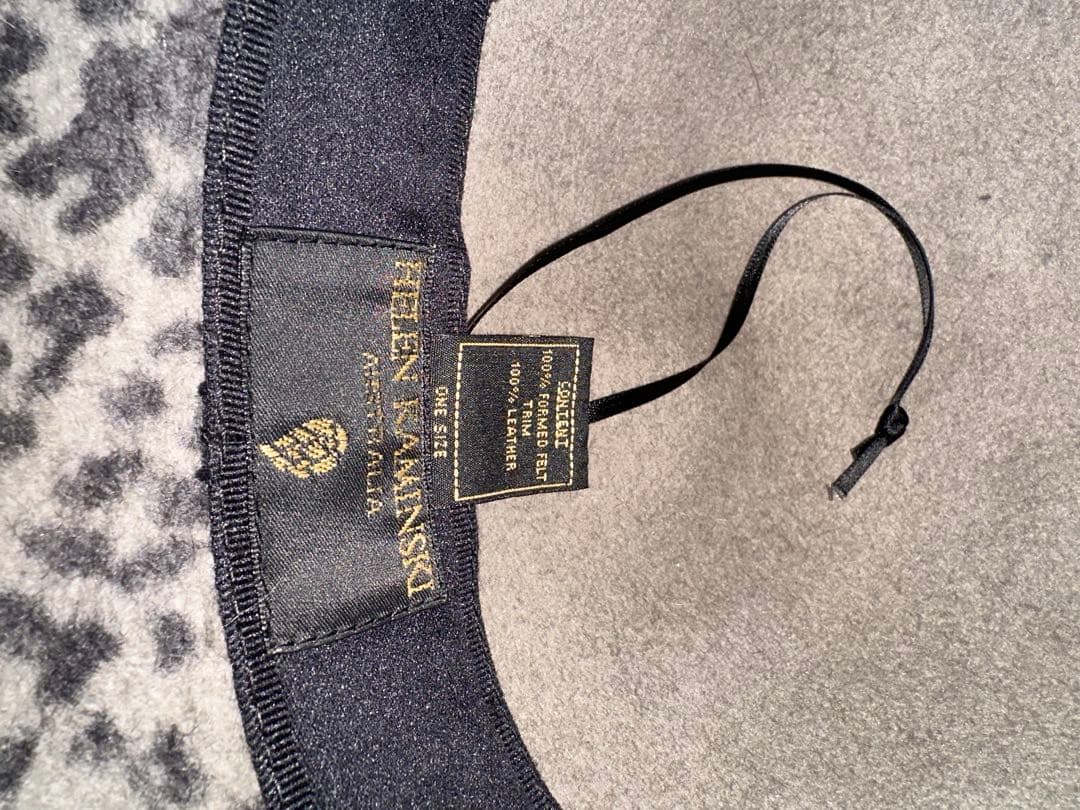 HELEN KAMINSKI
AUSTRALIA
ONE SIZE
CONTENT
100% FORMED FELT
TRIM
100% LEATHER